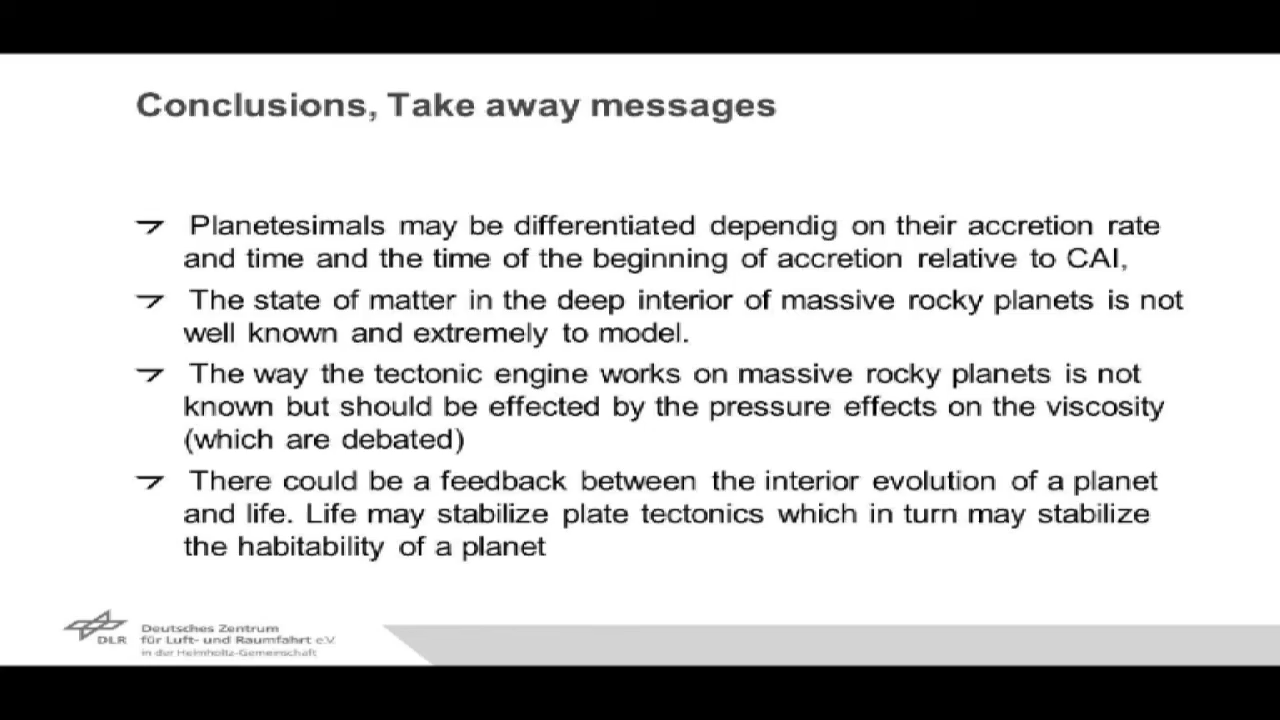 Conclusions, Take away messages
Planetesimals may be differentiated dependig on their accretion rate
and time and the time of the beginning of accretion relative to CAI,
The state of matter in the deep interior of massive rocky planets is not
well known and extremely to model.
The way the tectonic engine works on massive rocky planets is not
known but should be effected by the pressure effects on the viscosity
(which are debated)
There could be a feedback between the interior evolution of a planet
and life. Life may stabilize plate tectonics which in turn may stabilize
the habitability of a planet
DLR
Deutsches Zentrum
für Luft- und Raumfahrt e.V.
in der Helmholtz-Gemeinschaft